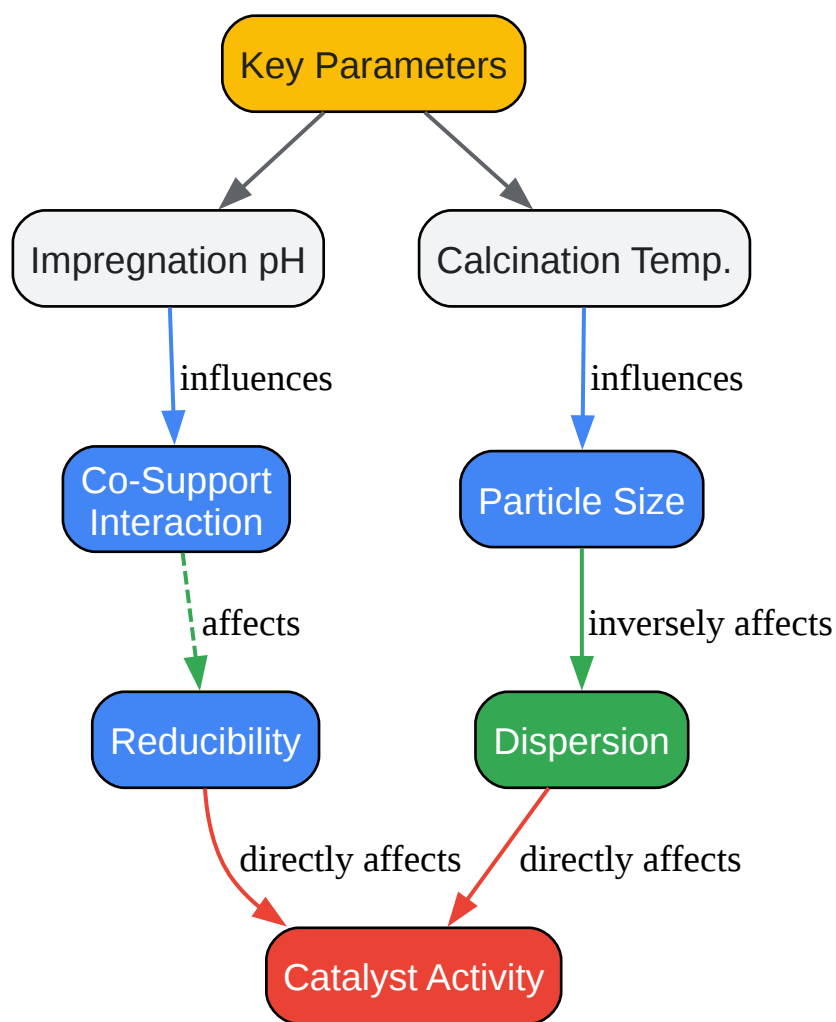 Key Parameters
Impregnation pH
Calcination Temp.
influences
influences
Co-Support
Interaction
Particle Size
affects
inversely affects
Reducibility
Dispersion
directly affects
directly affects
Catalyst Activity